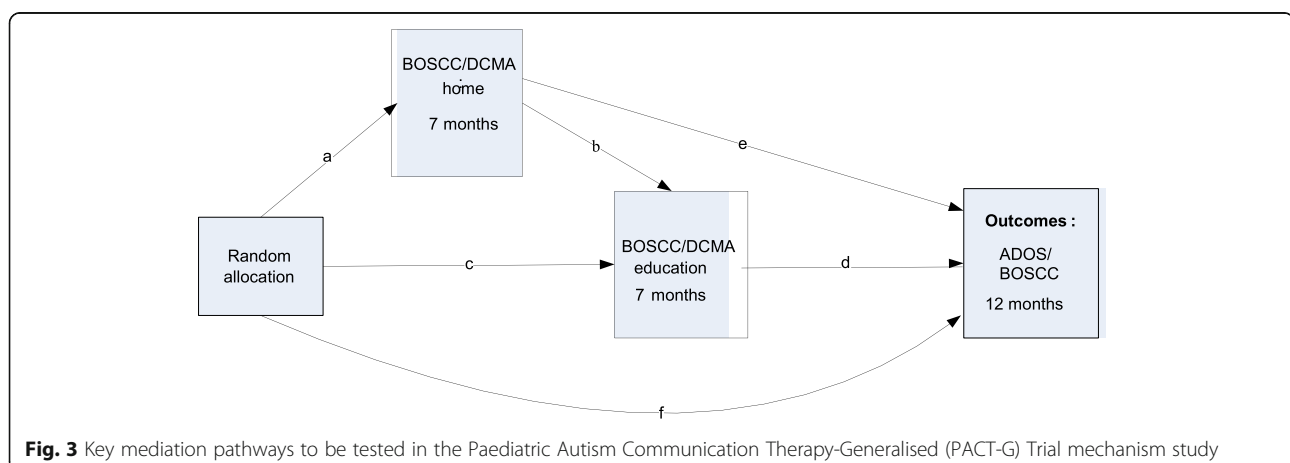 BOSCC/DCMA
home
7 months
a
b
e
Random
allocation
c
BOSCC/DCMA
education
7 months
d
Outcomes :
ADOS/
BOSCC
12 months
f
Fig. 3 Key mediation pathways to be tested in the Paediatric Autism Communication Therapy-Generalised (PACT-G) Trial mechanism study